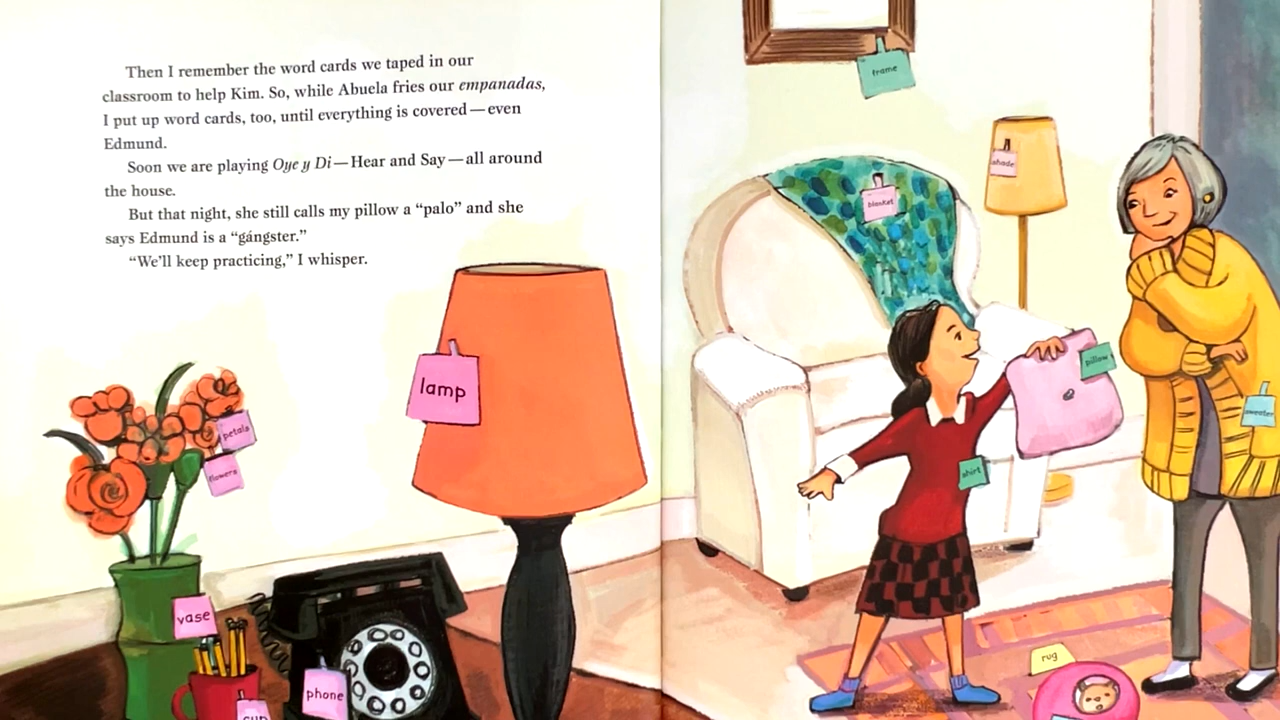 Then I remember the word cards we taped in our
classroom to help Kim. So, while Abuela fries our empanadas,
I put up word cards, too, until everything is covered — even
Edmund.
Soon we are playing Oye y Di — Hear and Say — all around
the house.
But that night, she still calls my pillow a “palo” and she
says Edmund is a “gángster.”
“We’ll keep practicing,” I whisper.
lamp
petals
flowers
vase
phone
cup
frame
shade
blanket
pillow
sweater
shirt
rug